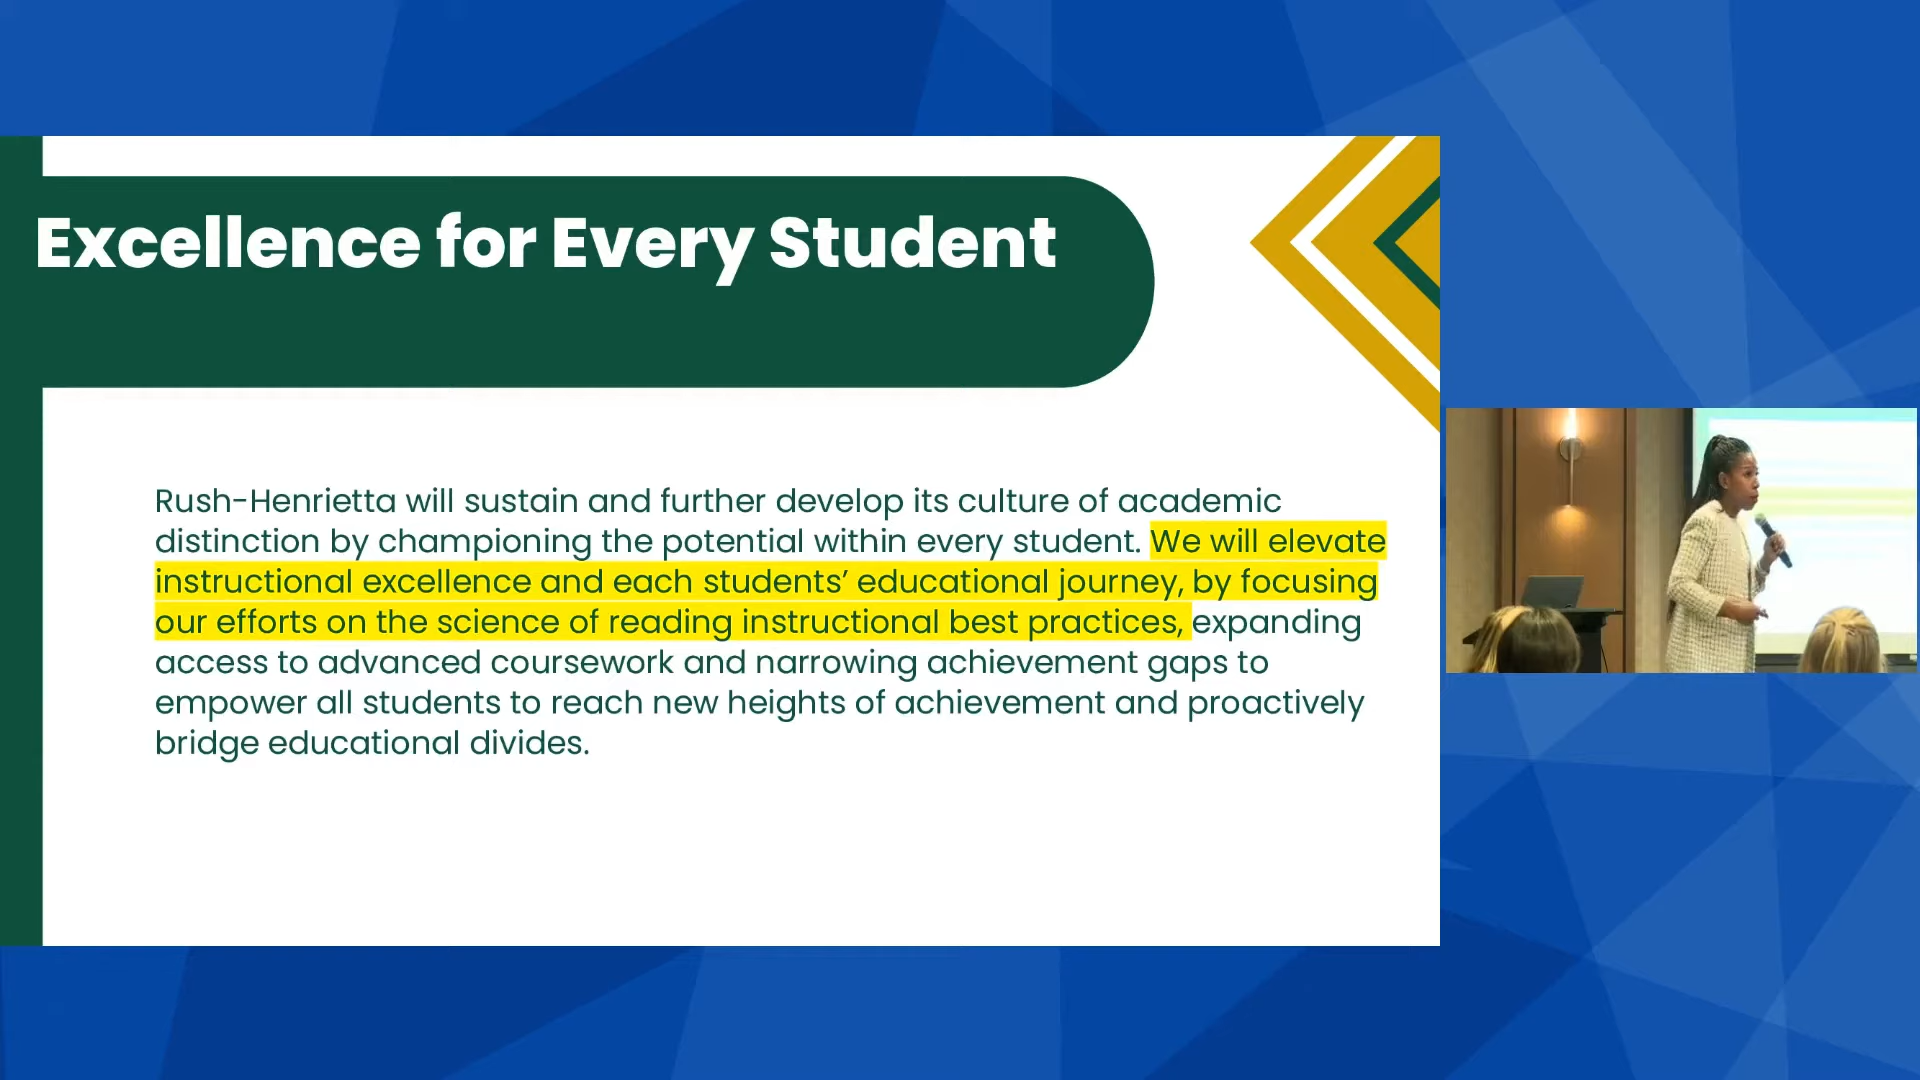 Excellence for Every Student
Rush-Henrietta will sustain and further develop its culture of academic
distinction by championing the potential within every student. We will elevate
instructional excellence and each students’ educational journey, by focusing
our efforts on the science of reading instructional best practices, expanding
access to advanced coursework and narrowing achievement gaps to
empower all students to reach new heights of achievement and proactively
bridge educational divides.